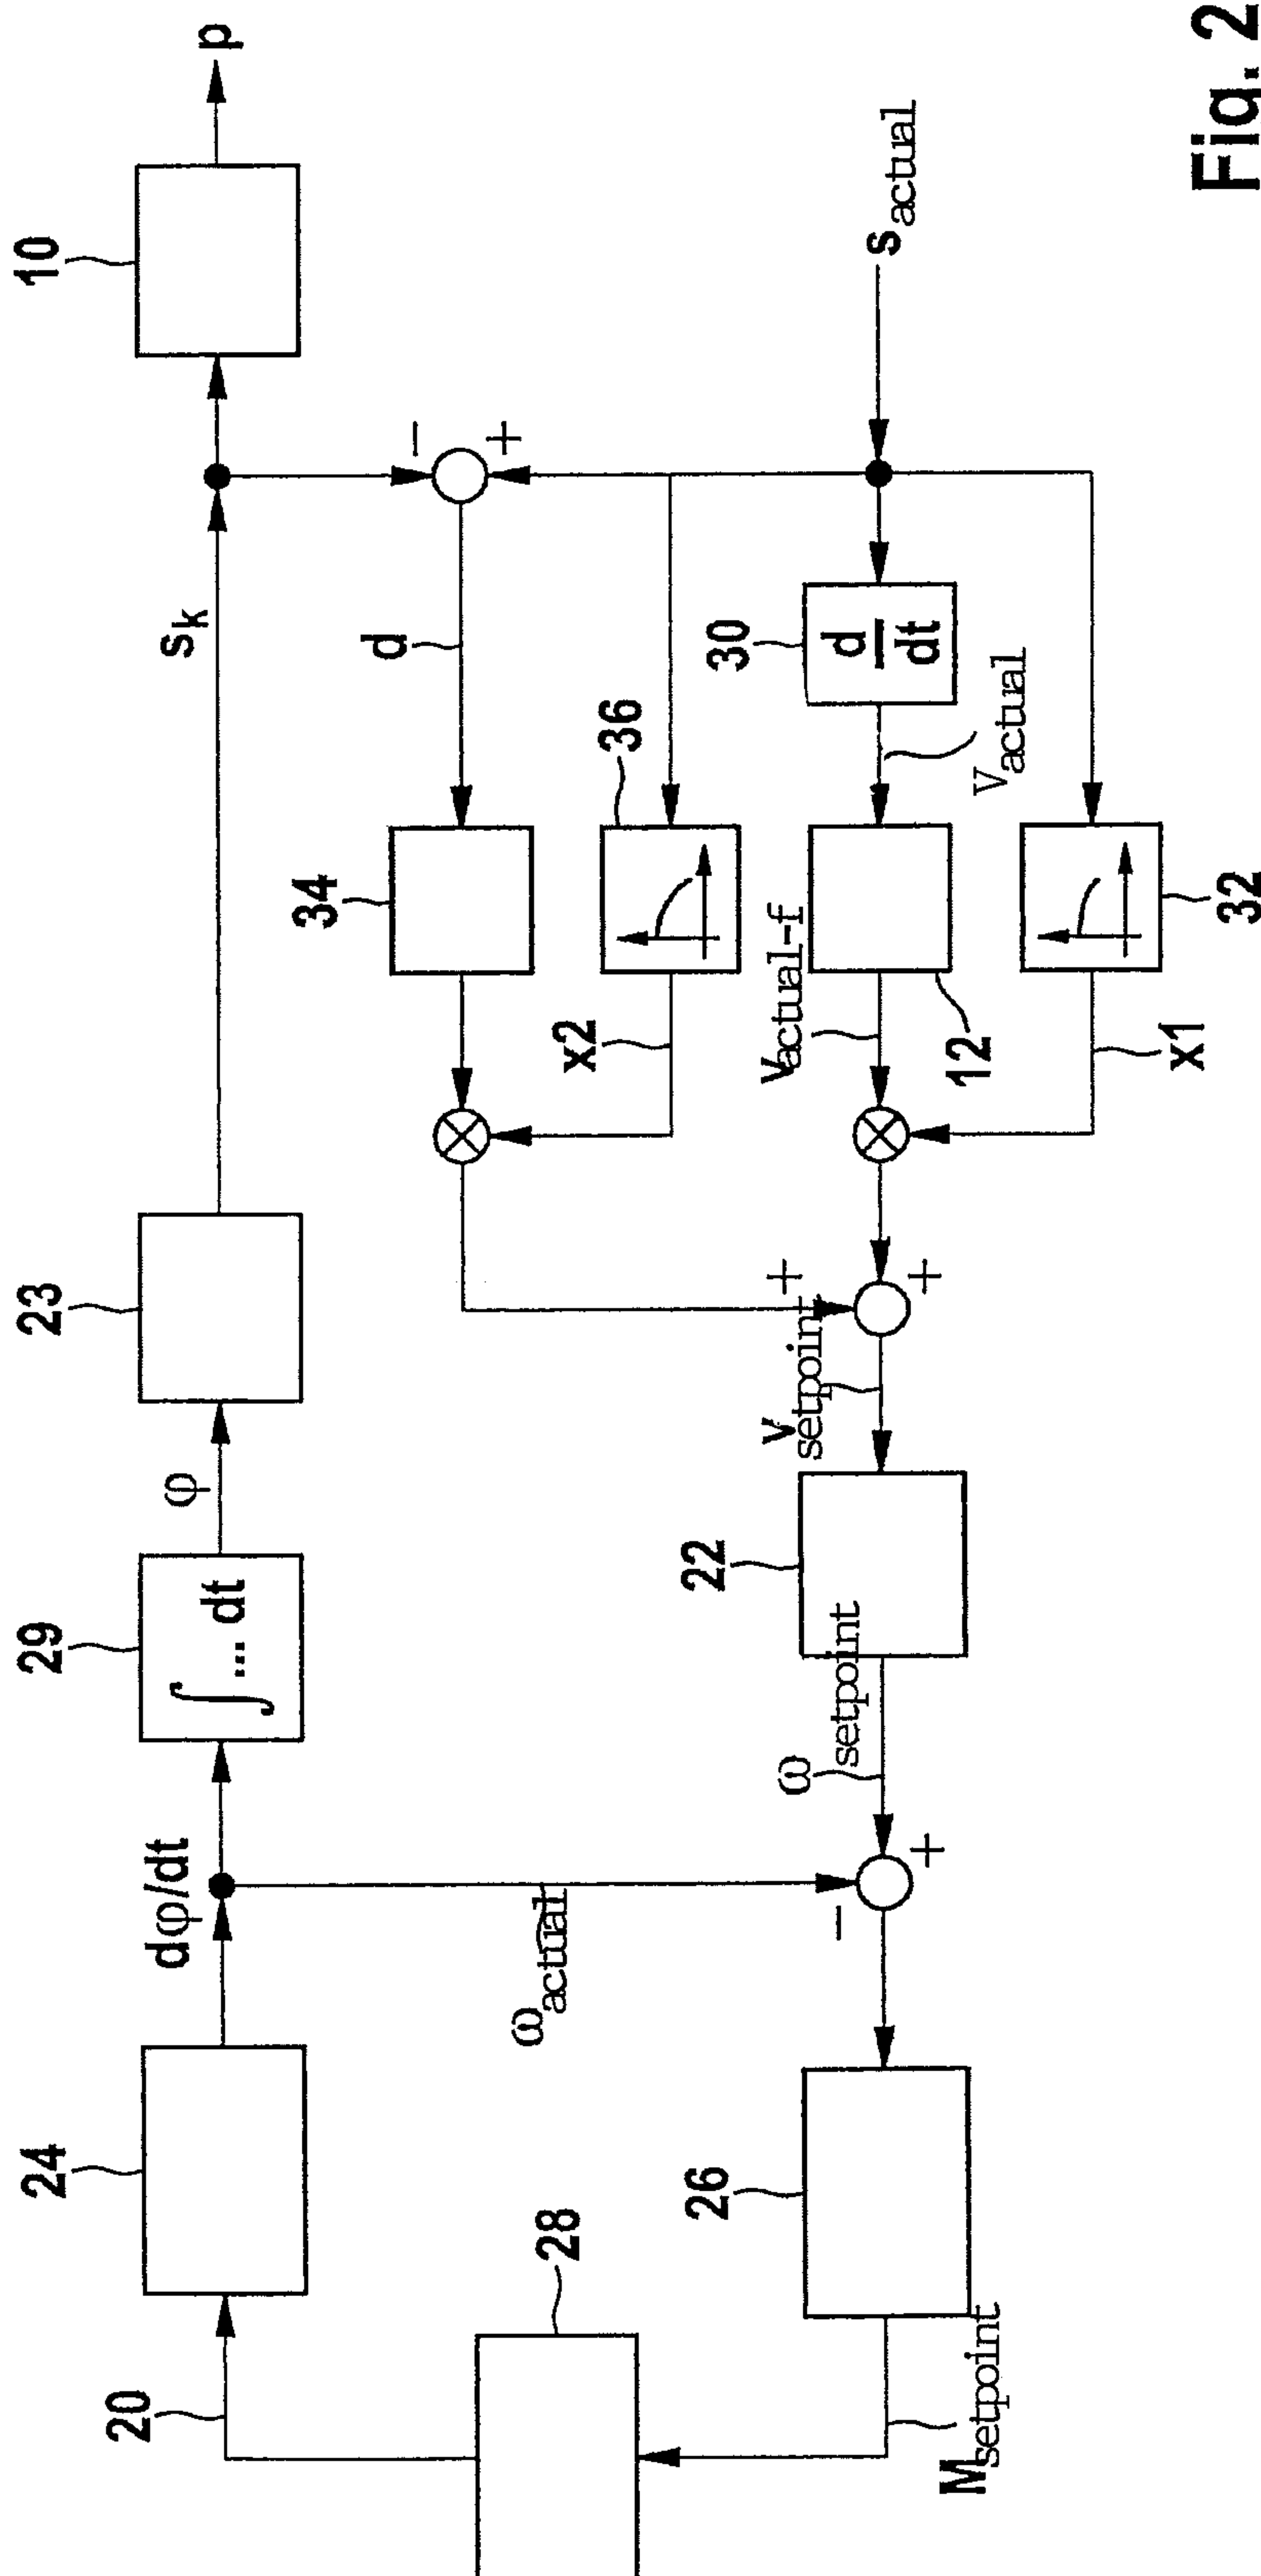 20
24
dφ/dt
29
∫ ... dt
φ
23
s_k
10
p
28
ω_actual
34
d
−
+
x2
36
26
M_setpoint
−
+
ω_setpoint
22
v_setpoint
+
+
v_actual-f
12
V_actual
30
d
dt
s_actual
x1
32
Fig. 2